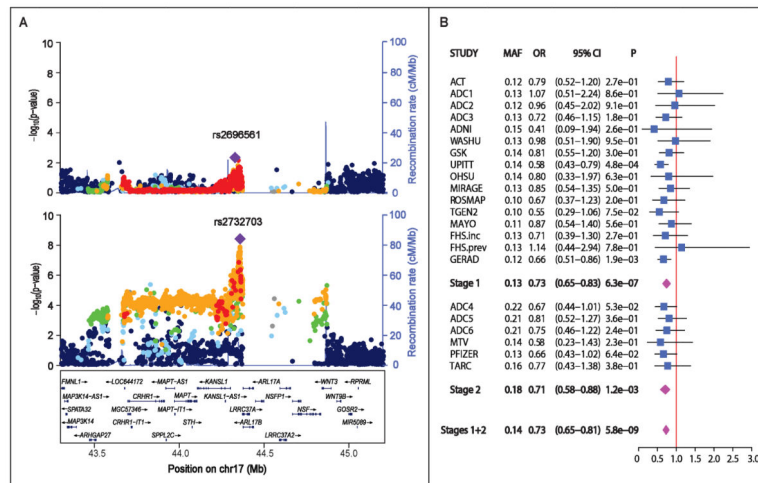 A
rs2696561
−log10(p-value)
10
8
6
4
2
0
Recombination rate (cM/Mb)
100
80
60
40
20
0
rs2732703
−log10(p-value)
10
8
6
4
2
0
Recombination rate (cM/Mb)
100
80
60
40
20
0
FMNL1→ ←LOC644172 ←MAPT-AS1 ←KANSL1 ←ARL17A ←WNT3 ←RPRML
MAP3K14-AS1→ CRHR1→ MAPT→ KANSL1-AS1→ NSFP1→ WNT9B→
←SPATA32 MGC57346→ MAPT-IT1→ LRRC37A→ NSF→ GOSR2→
←MAP3K14 CRHR1-IT1→ STH→ ←ARL17B MIR5089→
←ARHGAP27 ←SPPL2C LRRC37A2→
43.5 44.0 44.5 45.0
Position on chr17 (Mb)
B
STUDY MAF OR 95% CI P
ACT 0.12 0.79 (0.52−1.20) 2.7e−01
ADC1 0.13 1.07 (0.51−2.24) 8.6e−01
ADC2 0.12 0.96 (0.45−2.02) 9.1e−01
ADC3 0.13 0.72 (0.46−1.15) 1.8e−01
ADNI 0.15 0.41 (0.09−1.94) 2.6e−01
WASHU 0.13 0.98 (0.51−1.90) 9.5e−01
GSK 0.14 0.81 (0.55−1.20) 3.0e−01
UPITT 0.14 0.58 (0.43−0.79) 4.8e−04
OHSU 0.14 0.80 (0.33−1.97) 6.3e−01
MIRAGE 0.13 0.85 (0.54−1.35) 5.0e−01
ROSMAP 0.10 0.67 (0.37−1.23) 2.0e−01
TGEN2 0.10 0.55 (0.29−1.06) 7.5e−02
MAYO 0.11 0.87 (0.54−1.40) 5.6e−01
FHS.inc 0.13 0.71 (0.39−1.30) 2.7e−01
FHS.prev 0.13 1.14 (0.44−2.94) 7.8e−01
GERAD 0.12 0.66 (0.51−0.86) 1.9e−03
Stage 1 0.13 0.73 (0.65−0.83) 6.3e−07
ADC4 0.22 0.67 (0.44−1.01) 5.3e−02
ADC5 0.21 0.81 (0.52−1.27) 3.6e−01
ADC6 0.21 0.75 (0.46−1.22) 2.4e−01
MTV 0.14 0.58 (0.23−1.43) 2.3e−01
PFIZER 0.13 0.66 (0.43−1.02) 6.4e−02
TARC 0.16 0.77 (0.43−1.38) 3.8e−01
Stage 2 0.18 0.71 (0.58−0.88) 1.2e−03
Stages 1+2 0.14 0.73 (0.65−0.81) 5.8e−09
0.0 1.0 2.0 3.0